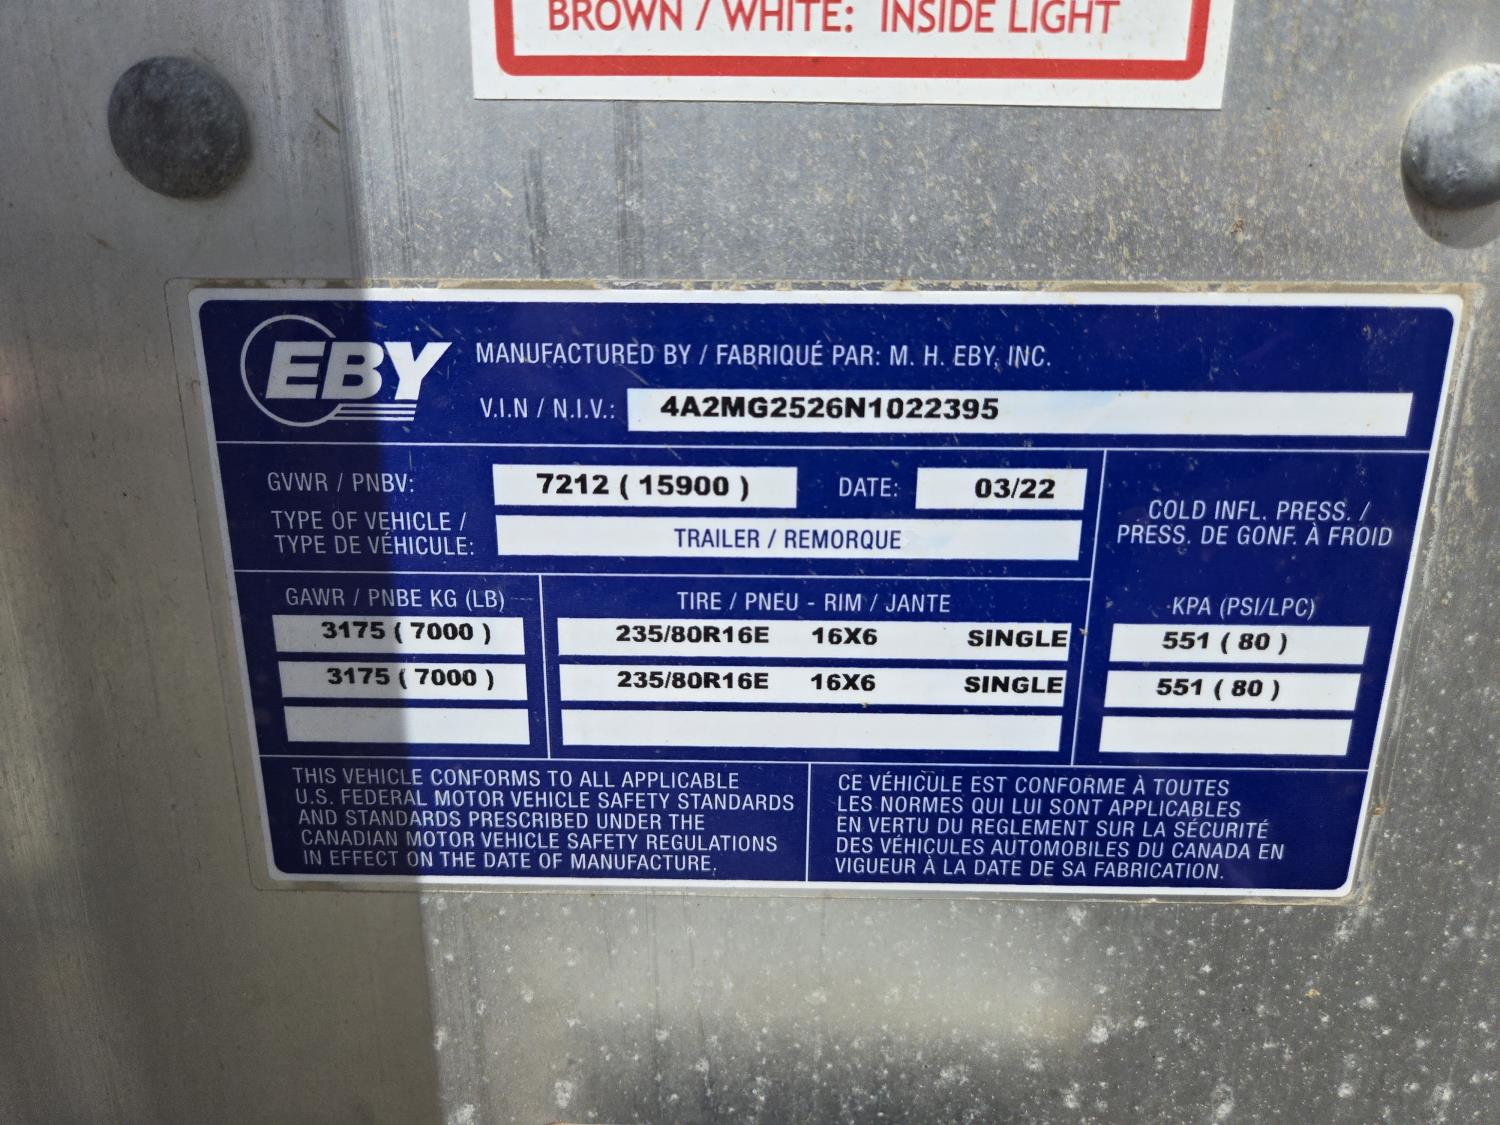 BROWN / WHITE: INSIDE LIGHT
EBY
MANUFACTURED BY / FABRIQUÉ PAR: M. H. EBY, INC.
V.I.N / N.I.V.: 4A2MG2526N1022395
GVWR / PNBV: 7212 ( 15900 ) DATE: 03/22
TYPE OF VEHICLE /
TYPE DE VÉHICULE: TRAILER / REMORQUE
COLD INFL. PRESS. /
PRESS. DE GONF. À FROID
GAWR / PNBE KG (LB) TIRE / PNEU - RIM / JANTE KPA (PSI/LPC)
3175 ( 7000 ) 235/80R16E 16X6 SINGLE 551 ( 80 )
3175 ( 7000 ) 235/80R16E 16X6 SINGLE 551 ( 80 )
THIS VEHICLE CONFORMS TO ALL APPLICABLE
U.S. FEDERAL MOTOR VEHICLE SAFETY STANDARDS
AND STANDARDS PRESCRIBED UNDER THE
CANADIAN MOTOR VEHICLE SAFETY REGULATIONS
IN EFFECT ON THE DATE OF MANUFACTURE.
CE VÉHICULE EST CONFORME À TOUTES
LES NORMES QUI LUI SONT APPLICABLES
EN VERTU DU REGLEMENT SUR LA SÉCURITÉ
DES VÉHICULES AUTOMOBILES DU CANADA EN
VIGUEUR À LA DATE DE SA FABRICATION.